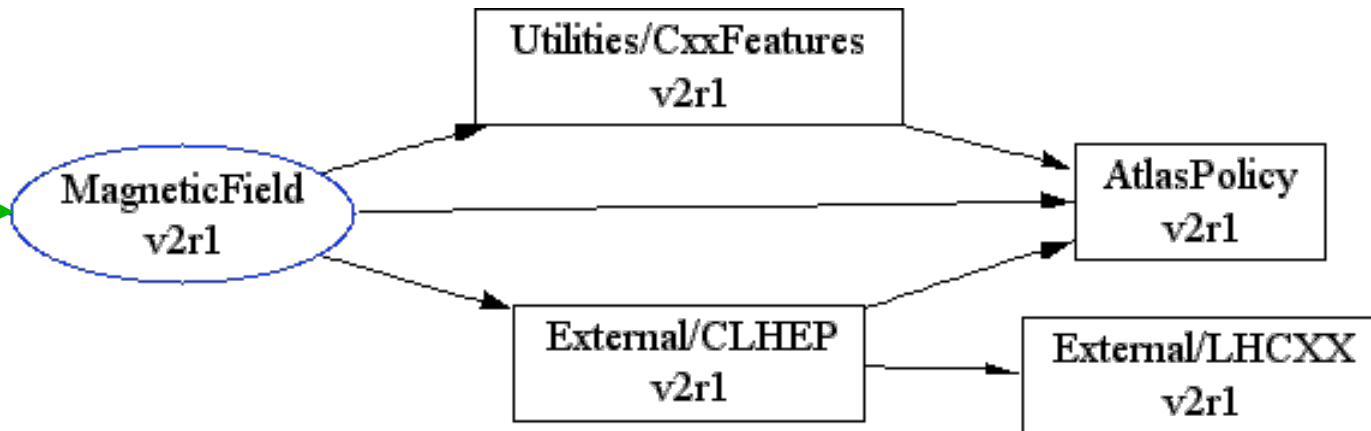 Utilities/CxxFeatures
v2r1
MagneticField
v2r1
AtlasPolicy
v2r1
External/CLHEP
v2r1
External/LHCXX
v2r1